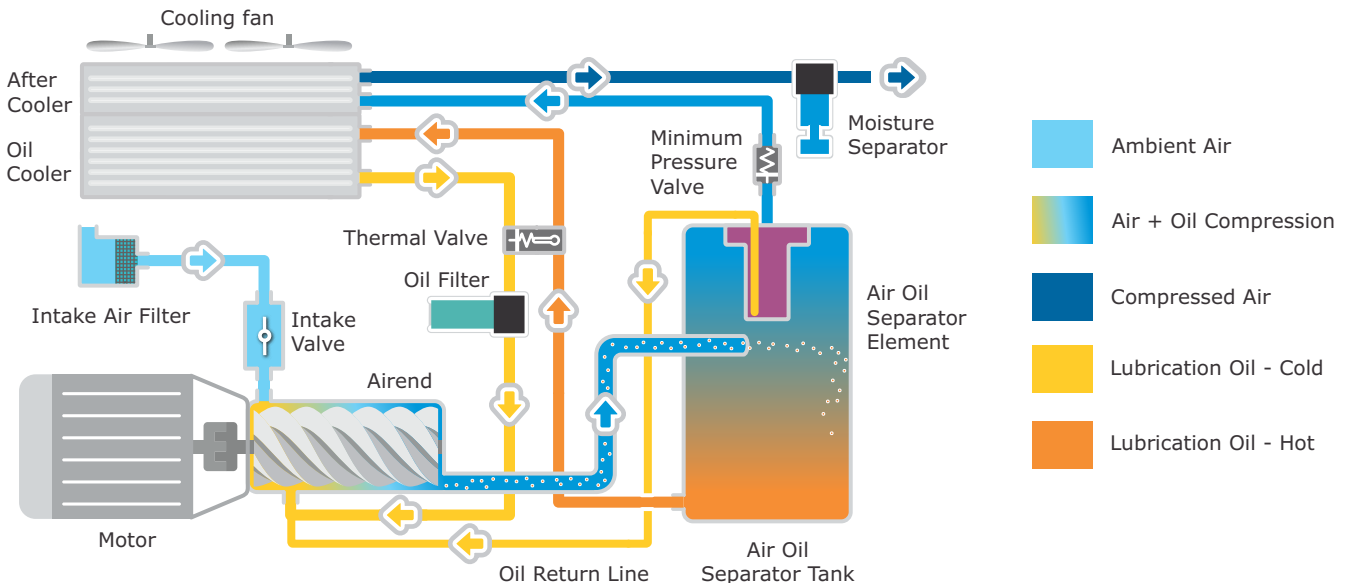 Cooling fan
After
Cooler
Oil
Cooler
Minimum
Pressure
Valve
Moisture
Separator
Thermal Valve
Oil Filter
Intake Air Filter
Intake
Valve
Airend
Air Oil
Separator
Element
Motor
Oil Return Line
Air Oil
Separator Tank
Ambient Air
Air + Oil Compression
Compressed Air
Lubrication Oil - Cold
Lubrication Oil - Hot